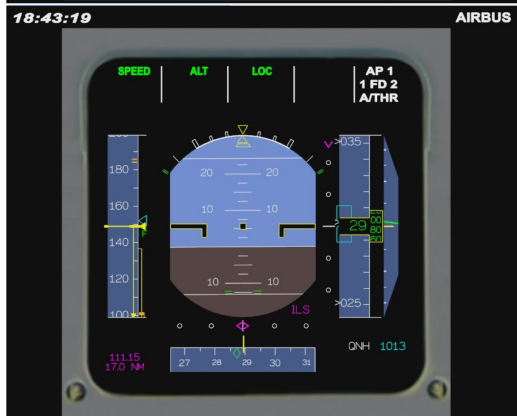 18:43:19 AIRBUS
SPEED ALT LOC AP 1
1 FD 2
A/THR
200
180
160
140
120
100
F
20 20
10 10
10 10
>035
29
00
80
>025
ILS
111.15
17.0 NM
27 28 29 30 31
QNH 1013